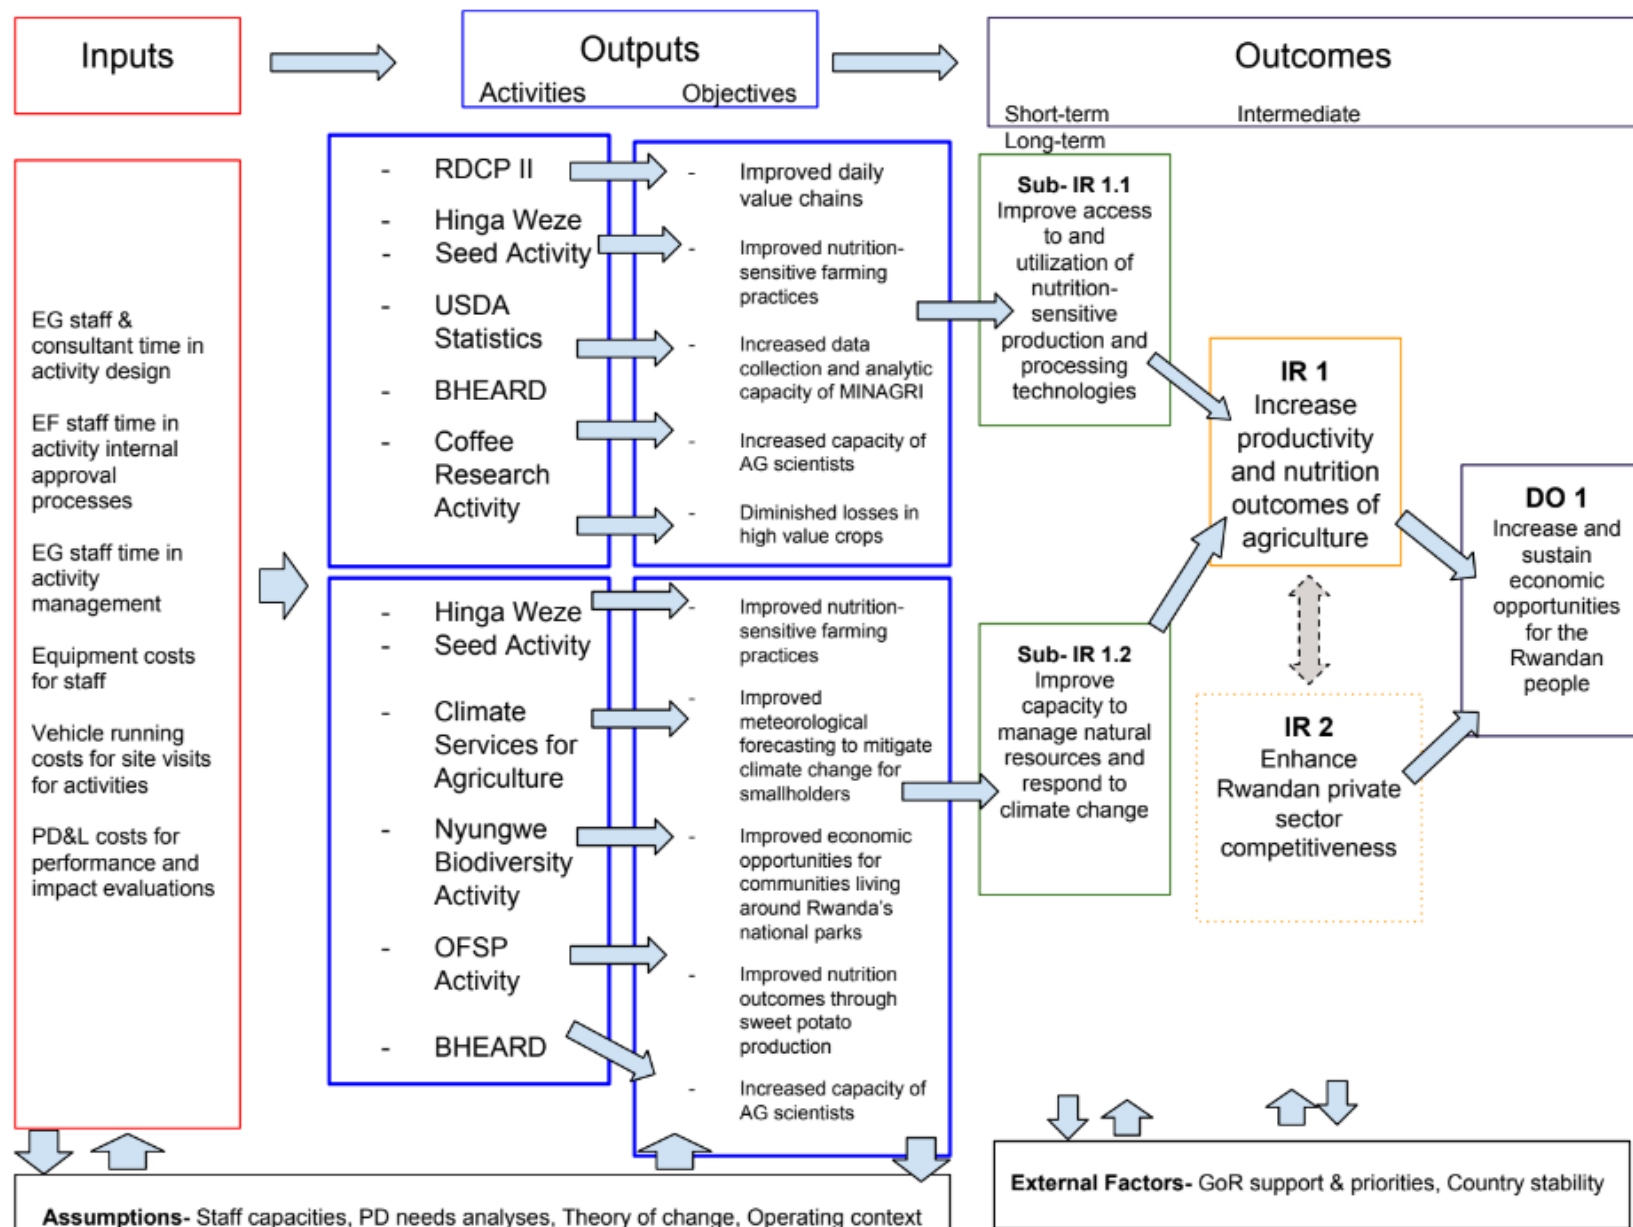 Inputs
Outputs
Activities
Objectives
Outcomes
Short-term
Intermediate
Long-term
EG staff &
consultant time in
activity design
EF staff time in
activity internal
approval
processes
EG staff time in
activity
management
Equipment costs
for staff
Vehicle running
costs for site visits
for activities
PD&L costs for
performance and
impact evaluations
- RDCP II
- Hinga Weze
- Seed Activity
- USDA
Statistics
- BHEARD
- Coffee
Research
Activity
- Improved daily
value chains
- Improved nutrition-
sensitive farming
practices
- Increased data
collection and analytic
capacity of MINAGRI
- Increased capacity of
AG scientists
- Diminished losses in
high value crops
- Hinga Weze
- Seed Activity
- Climate
Services for
Agriculture
- Nyungwe
Biodiversity
Activity
- OFSP
Activity
- BHEARD
- Improved nutrition-
sensitive farming
practices
- Improved
meteorological
forecasting to mitigate
climate change for
smallholders
- Improved economic
opportunities for
communities living
around Rwanda's
national parks
- Improved nutrition
outcomes through
sweet potato
production
- Increased capacity of
AG scientists
Sub- IR 1.1
Improve access
to and
utilization of
nutrition-
sensitive
production and
processing
technologies
Sub- IR 1.2
Improve
capacity to
manage natural
resources and
respond to
climate change
IR 1
Increase
productivity
and nutrition
outcomes of
agriculture
IR 2
Enhance
Rwandan private
sector
competitiveness
DO 1
Increase and
sustain
economic
opportunities
for the
Rwandan
people
Assumptions- Staff capacities, PD needs analyses, Theory of change, Operating context
External Factors- GoR support & priorities, Country stability